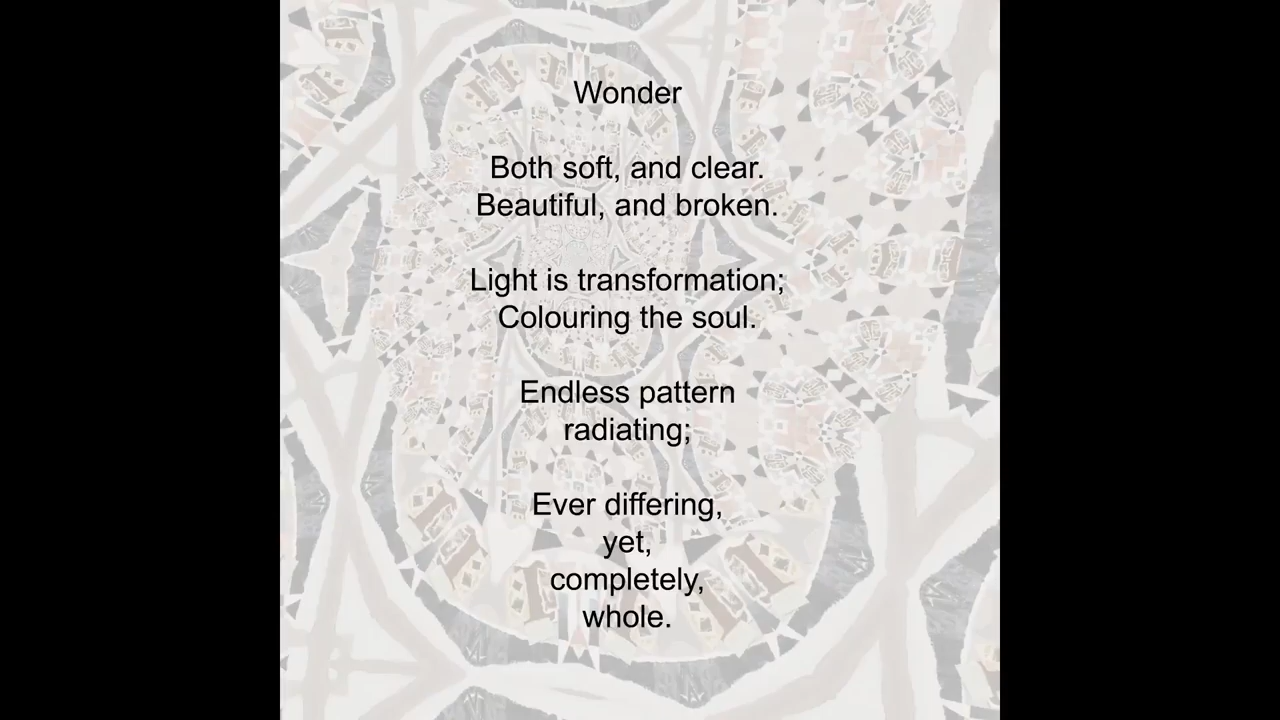 Wonder
Both soft, and clear.
Beautiful, and broken.
Light is transformation;
Colouring the soul.
Endless pattern
radiating;
Ever differing,
yet,
completely,
whole.